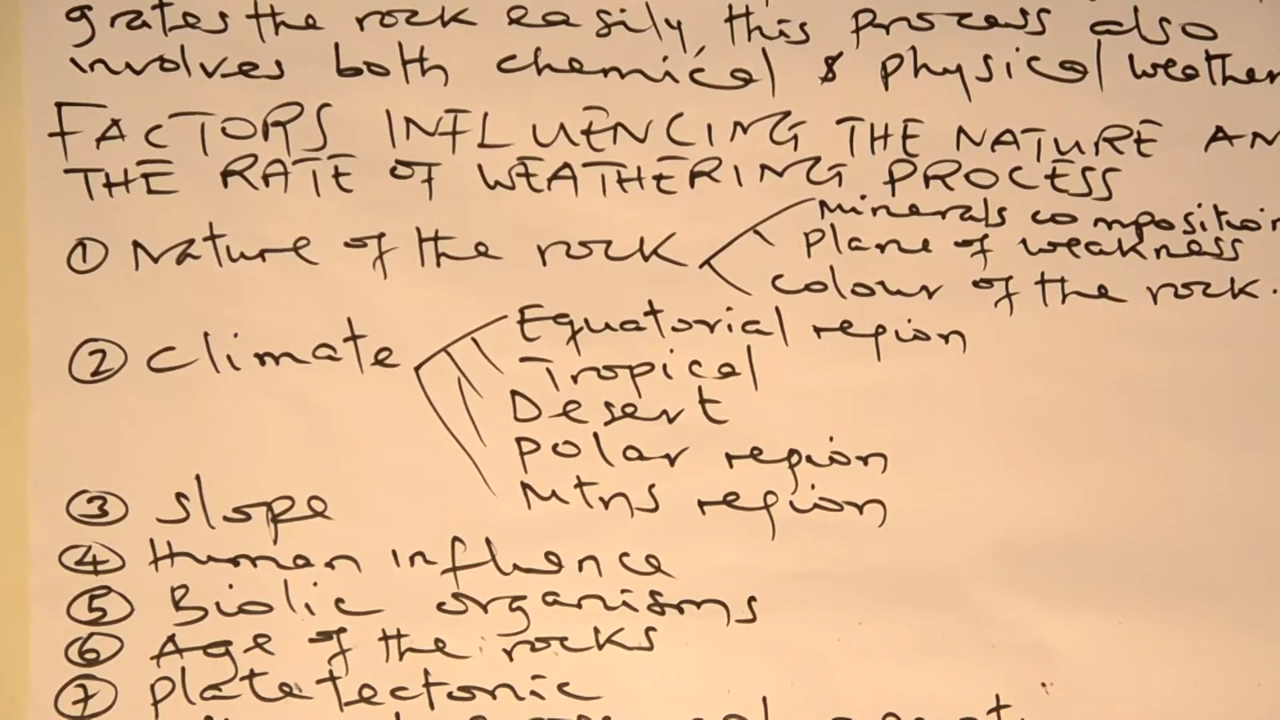 grates the rock easily, this process also
involves both chemical & physical weather
FACTORS INFLUENCING THE NATURE AN
THE RATE OF WEATHERING PROCESS
① Nature of the rock
Minerals composition
Plane of weakness
colour of the rock.
② Climate
Equatorial region
Tropical
Desert
Polar region
Mtns region
③ Slope
④ Human influence
⑤ Biolic organisms
⑥ Age of the rocks
⑦ Plate tectonic